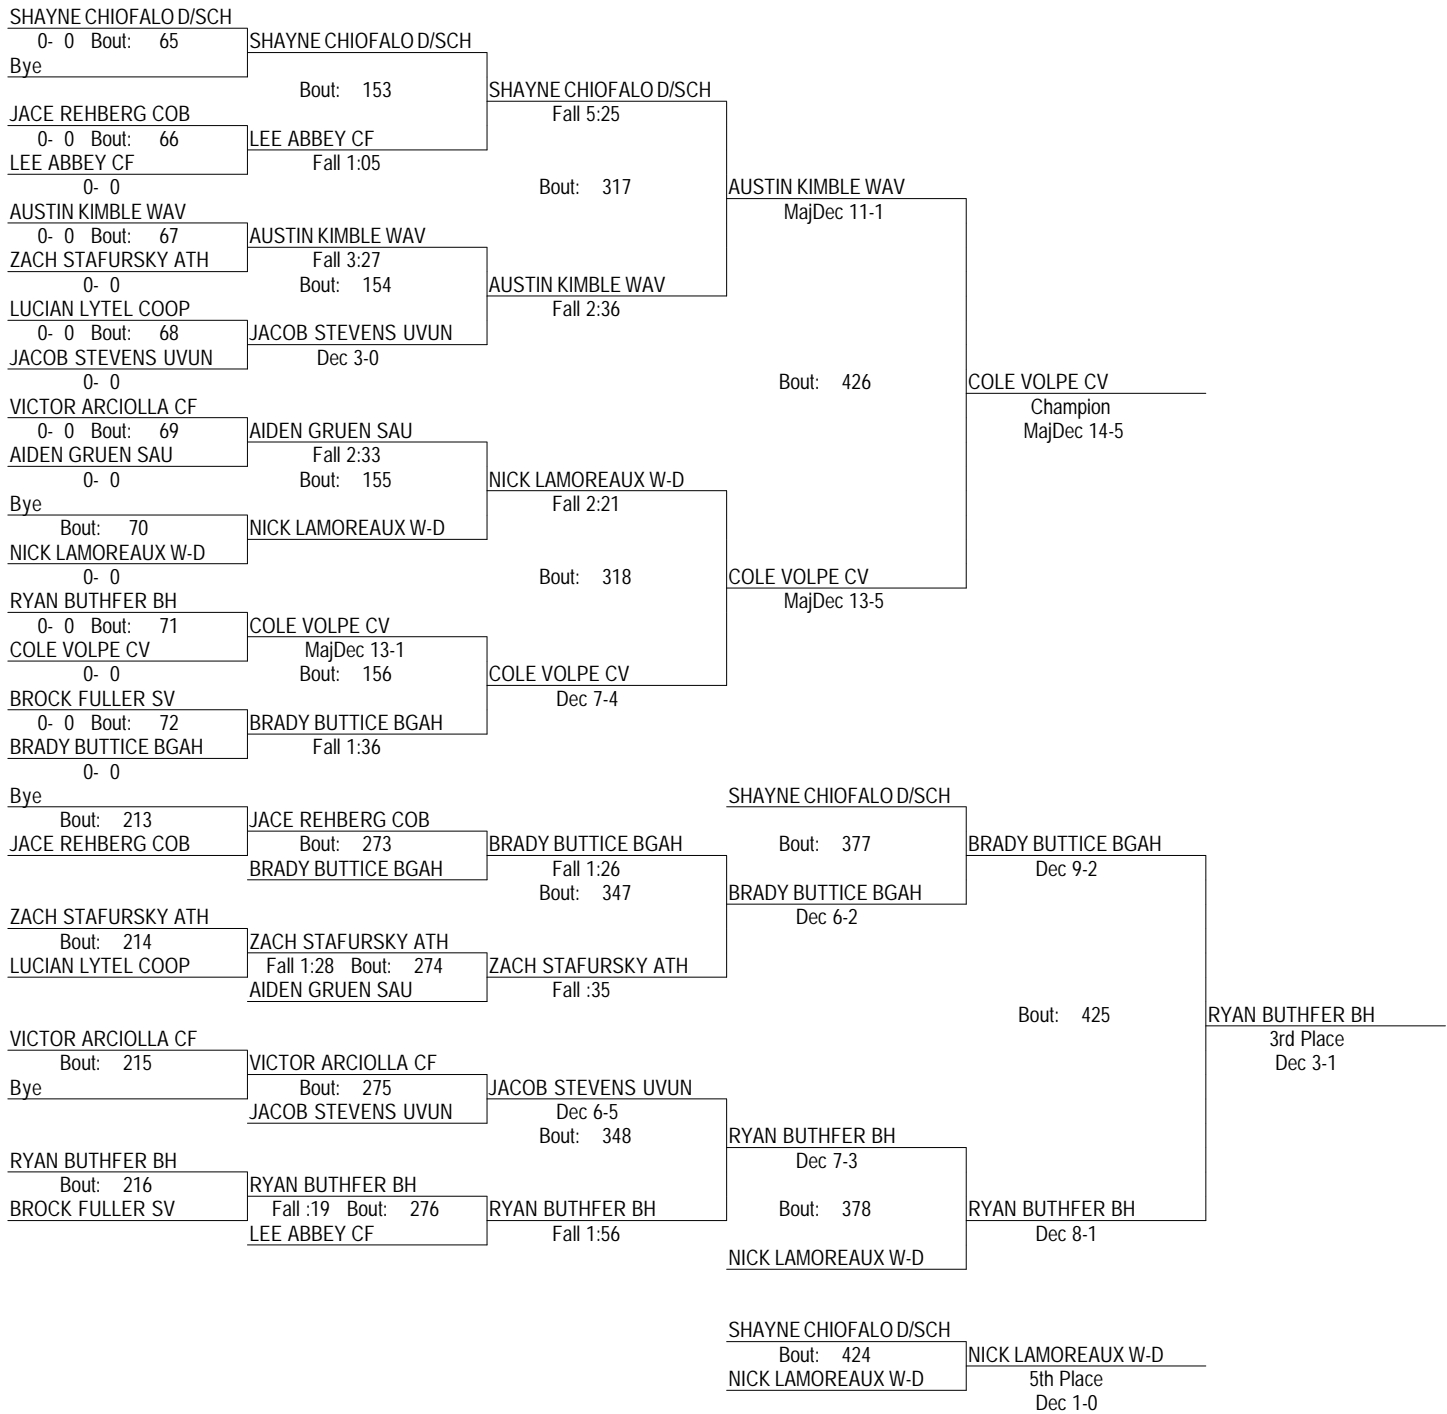 SHAYNE CHIOFALO D/SCH
0- 0 Bout: 65 SHAYNE CHIOFALO D/SCH
Bye
Bout: 153 SHAYNE CHIOFALO D/SCH
JACE REHBERG COB Fall 5:25
0- 0 Bout: 66 LEE ABBEY CF
LEE ABBEY CF Fall 1:05
0- 0 Bout: 317 AUSTIN KIMBLE WAV
AUSTIN KIMBLE WAV MajDec 11-1
0- 0 Bout: 67 AUSTIN KIMBLE WAV
ZACH STAFURSKY ATH Fall 3:27
0- 0 Bout: 154 AUSTIN KIMBLE WAV
LUCIAN LYTEL COOP Fall 2:36
0- 0 Bout: 68 JACOB STEVENS UVUN
JACOB STEVENS UVUN Dec 3-0
0- 0 Bout: 426 COLE VOLPE CV
VICTOR ARCIOLLA CF Champion
0- 0 Bout: 69 AIDEN GRUEN SAU MajDec 14-5
AIDEN GRUEN SAU Fall 2:33
0- 0 Bout: 155 NICK LAMOREAUX W-D
Bye Fall 2:21
Bout: 70 NICK LAMOREAUX W-D
NICK LAMOREAUX W-D
0- 0 Bout: 318 COLE VOLPE CV
RYAN BUTHFER BH MajDec 13-5
0- 0 Bout: 71 COLE VOLPE CV
COLE VOLPE CV MajDec 13-1
0- 0 Bout: 156 COLE VOLPE CV
BROCK FULLER SV Dec 7-4
0- 0 Bout: 72 BRADY BUTTICE BGAH
BRADY BUTTICE BGAH Fall 1:36
0- 0
Bye SHAYNE CHIOFALO D/SCH
Bout: 213 JACE REHBERG COB
JACE REHBERG COB Bout: 273 BRADY BUTTICE BGAH Bout: 377 BRADY BUTTICE BGAH
BRADY BUTTICE BGAH Fall 1:26 Dec 9-2
Bout: 347 BRADY BUTTICE BGAH
ZACH STAFURSKY ATH Dec 6-2
Bout: 214 ZACH STAFURSKY ATH
LUCIAN LYTEL COOP Fall 1:28 Bout: 274 ZACH STAFURSKY ATH
AIDEN GRUEN SAU Fall :35
Bout: 425 RYAN BUTHFER BH
VICTOR ARCIOLLA CF 3rd Place
Bout: 215 VICTOR ARCIOLLA CF Dec 3-1
Bye Bout: 275 JACOB STEVENS UVUN
JACOB STEVENS UVUN Dec 6-5
Bout: 348 RYAN BUTHFER BH
RYAN BUTHFER BH Dec 7-3
Bout: 216 RYAN BUTHFER BH
BROCK FULLER SV Fall :19 Bout: 276 RYAN BUTHFER BH Bout: 378 RYAN BUTHFER BH
LEE ABBEY CF Fall 1:56 Dec 8-1
NICK LAMOREAUX W-D
SHAYNE CHIOFALO D/SCH
Bout: 424 NICK LAMOREAUX W-D
NICK LAMOREAUX W-D 5th Place
Dec 1-0